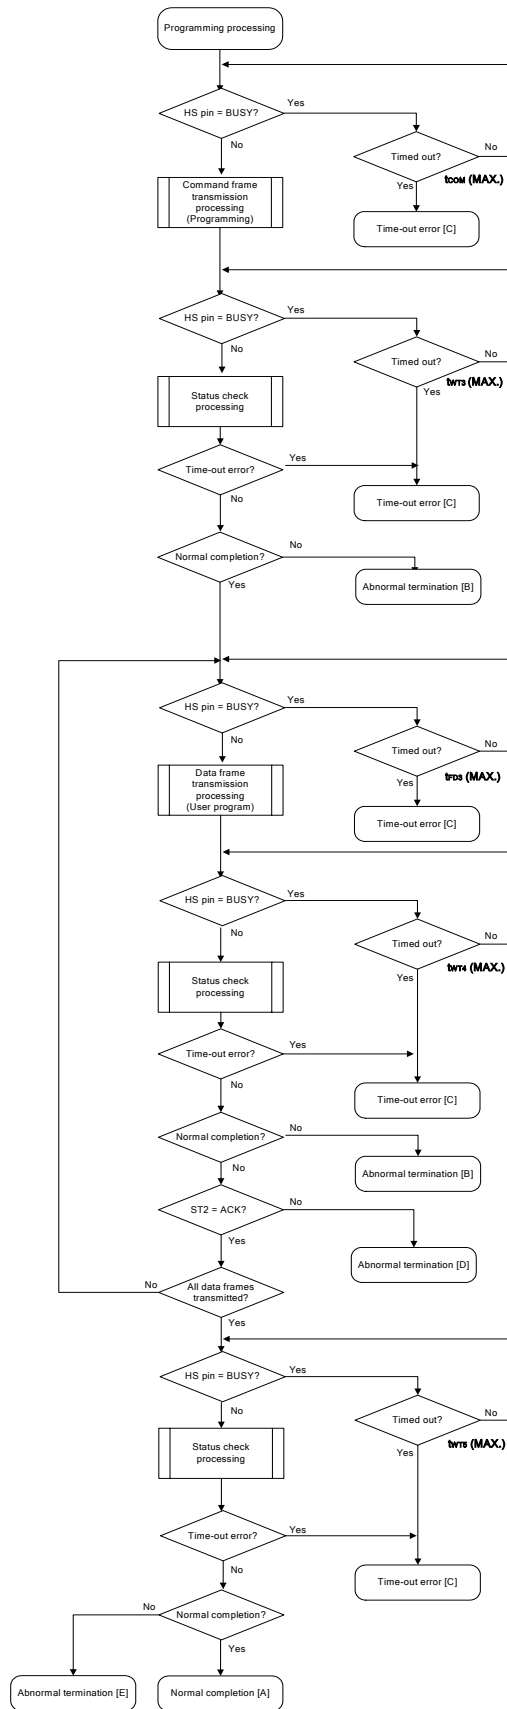 Programming processing
HS pin = BUSY?
Yes
No
Timed out?
No
tCOM (MAX.)
Yes
Command frame
transmission
processing
(Programming)
Time-out error [C]
HS pin = BUSY?
Yes
No
Timed out?
No
tWT3 (MAX.)
Yes
Status check
processing
Time-out error?
Yes
No
Time-out error [C]
Normal completion?
No
Yes
Abnormal termination [B]
HS pin = BUSY?
Yes
No
Timed out?
No
tFD3 (MAX.)
Yes
Data frame
transmission
processing
(User program)
Time-out error [C]
HS pin = BUSY?
Yes
No
Timed out?
No
tWT4 (MAX.)
Yes
Status check
processing
Time-out error?
Yes
No
Time-out error [C]
Normal completion?
No
No
Abnormal termination [B]
ST2 = ACK?
No
Yes
Abnormal termination [D]
All data frames
transmitted?
No
Yes
HS pin = BUSY?
Yes
No
Timed out?
No
tWT5 (MAX.)
Yes
Status check
processing
Time-out error?
Yes
No
Time-out error [C]
Normal completion?
No
Yes
Abnormal termination [E]
Normal completion [A]